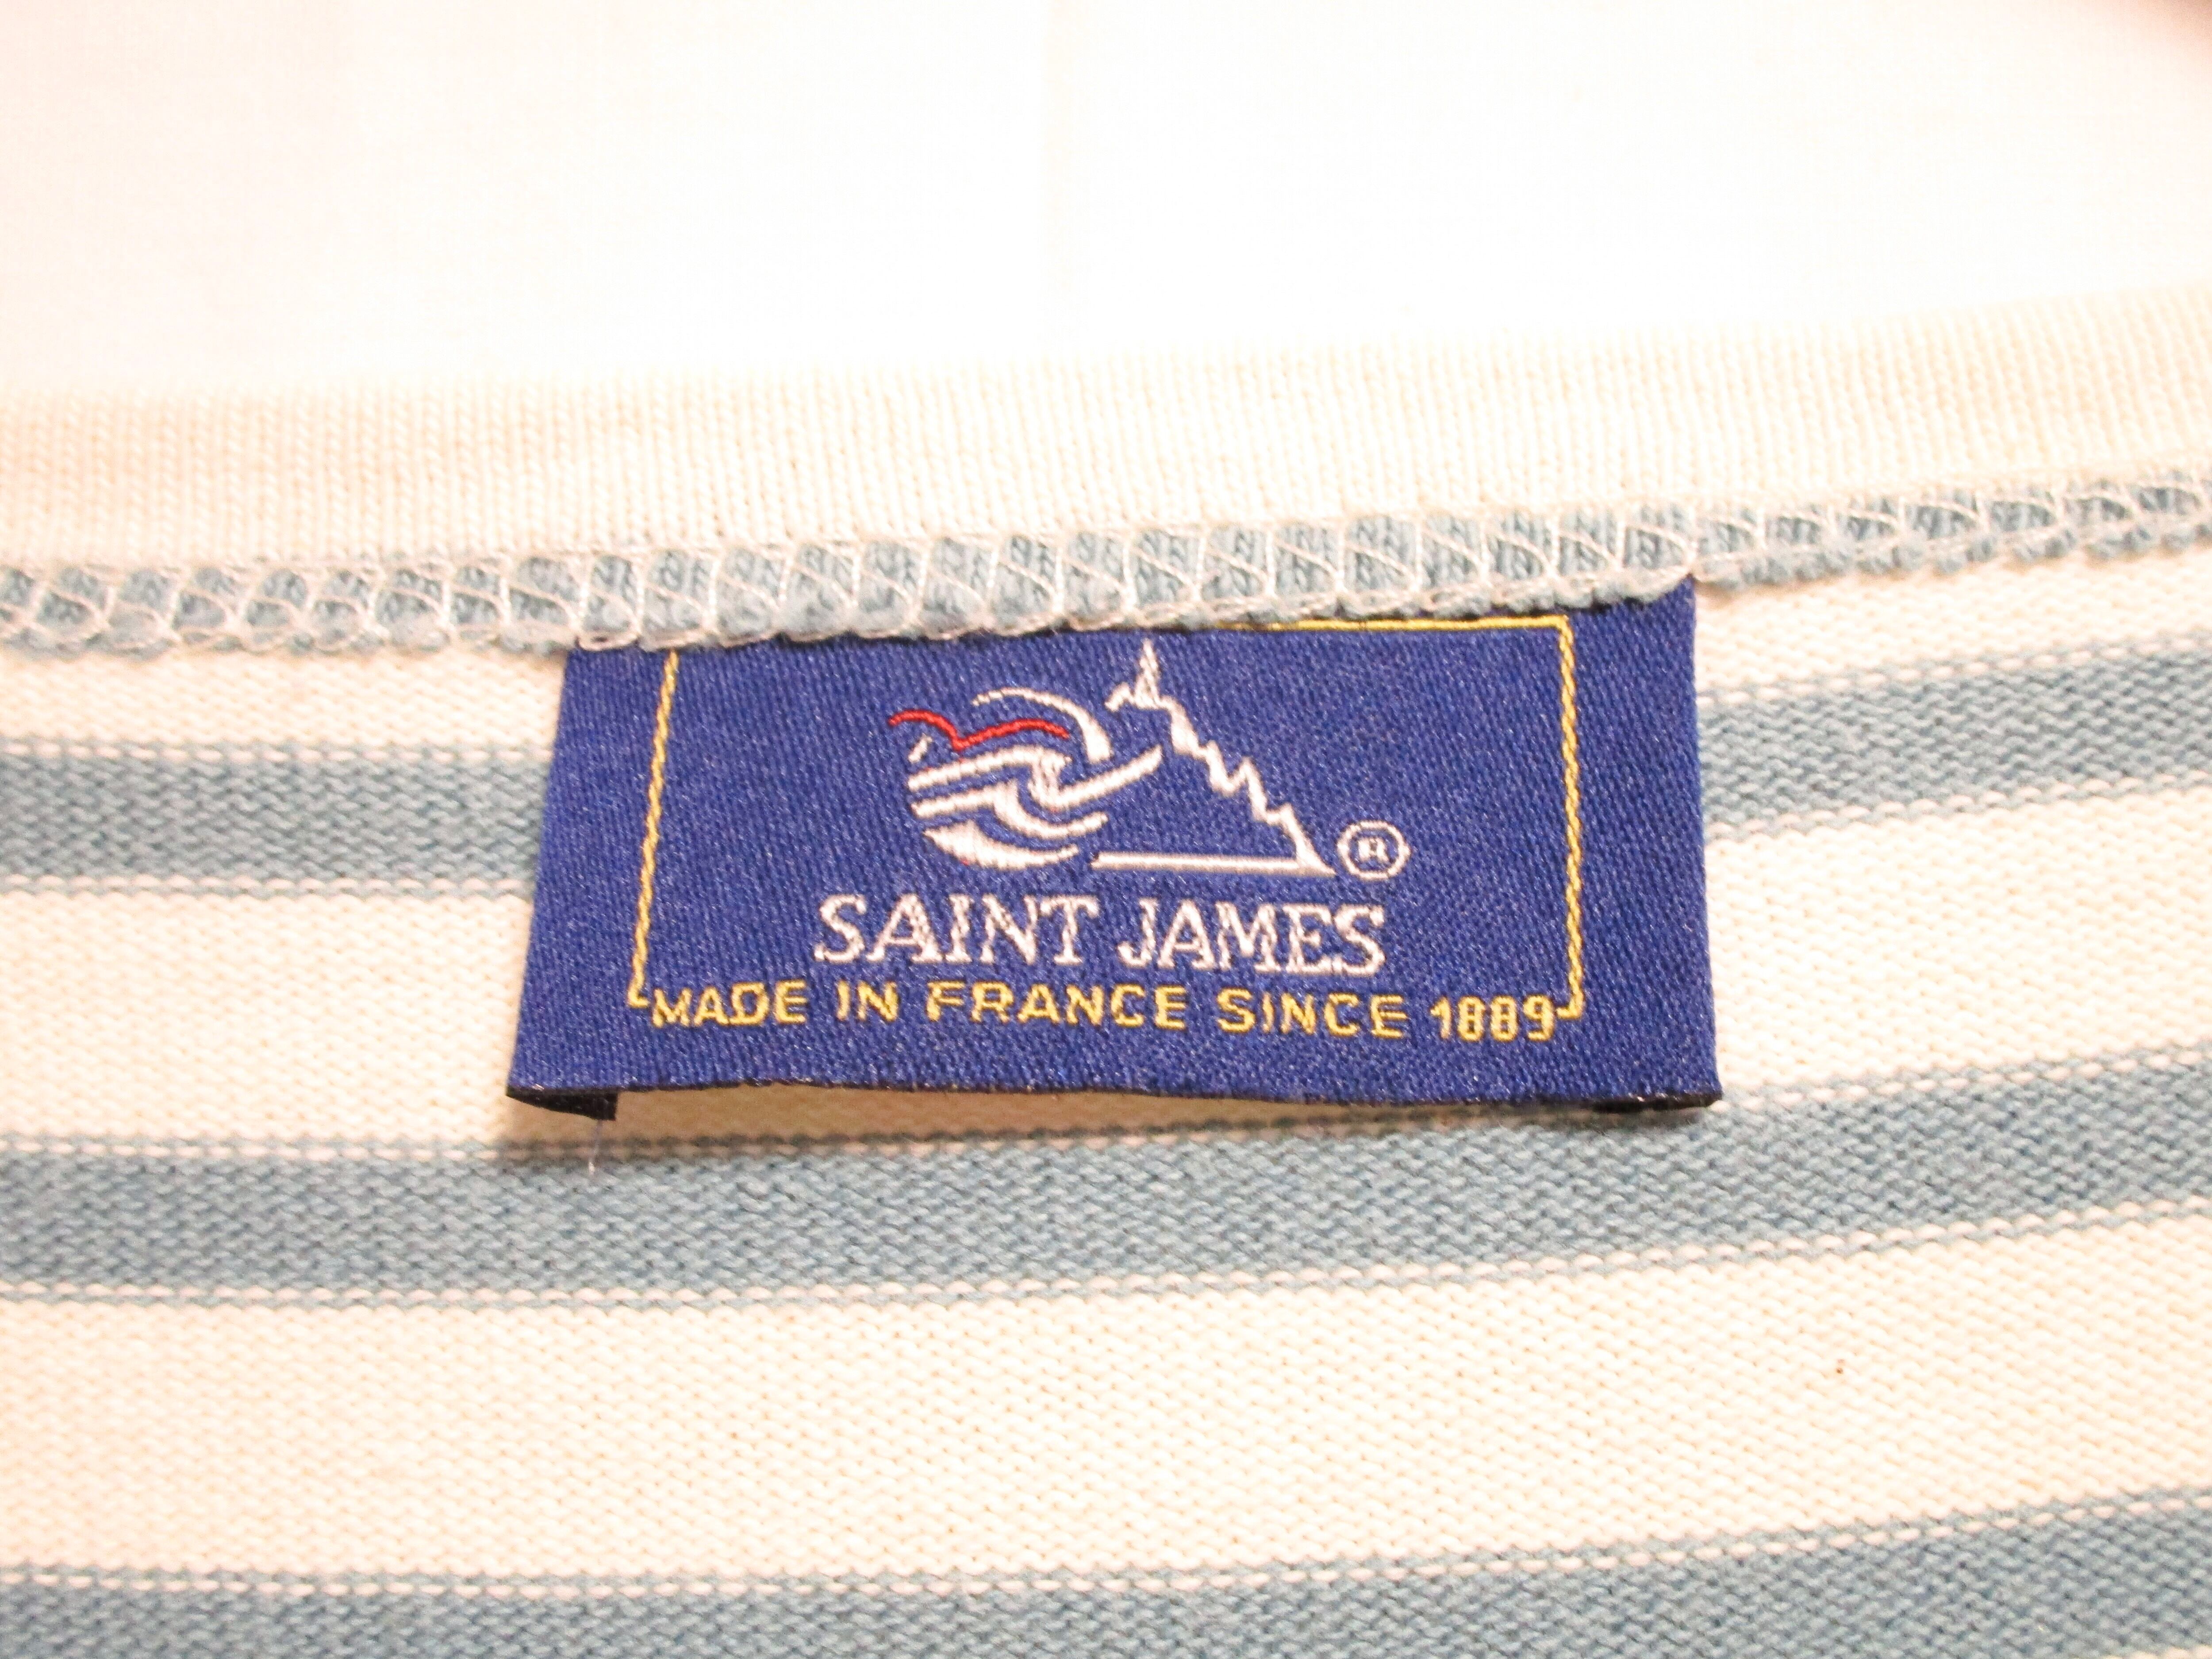 ®
SAINT JAMES
MADE IN FRANCE SINCE 1889